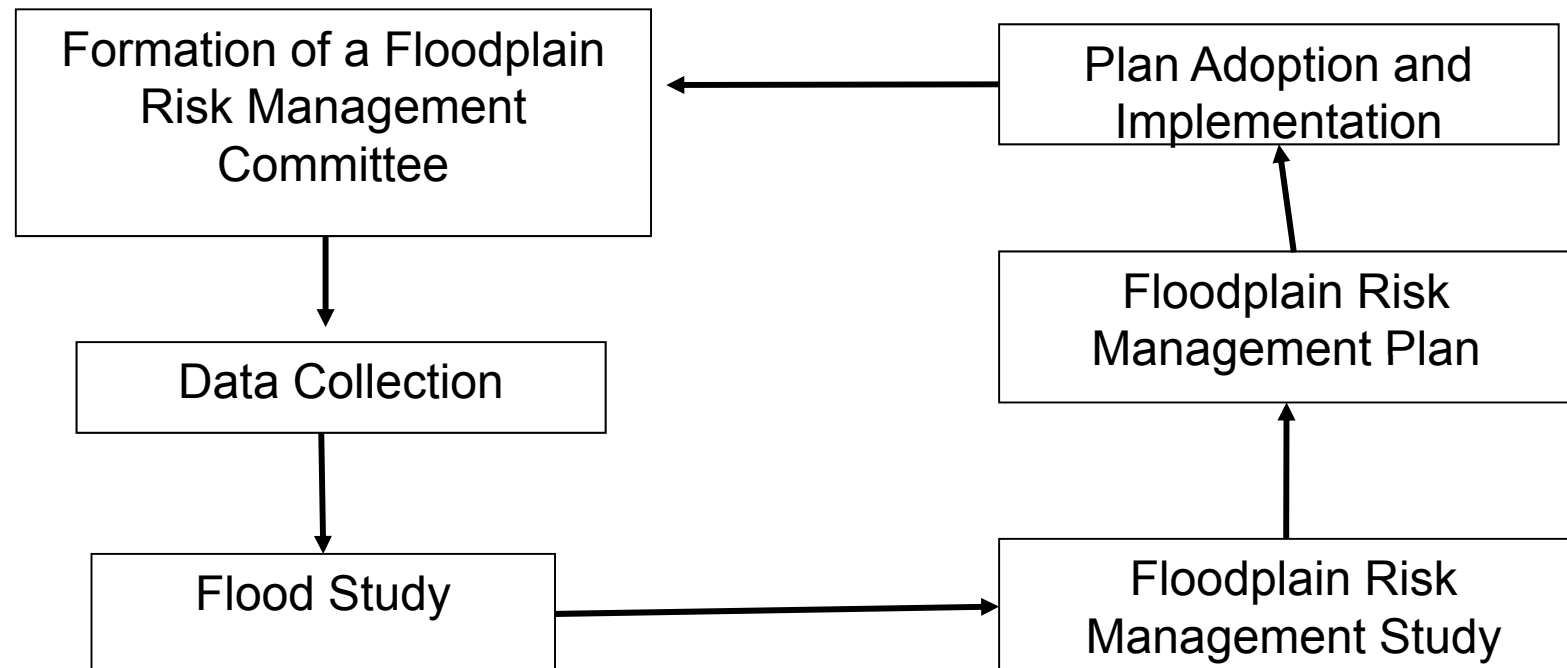 Formation of a Floodplain
Risk Management
Committee
Data Collection
Flood Study
Floodplain Risk
Management Study
Floodplain Risk
Management Plan
Plan Adoption and
Implementation